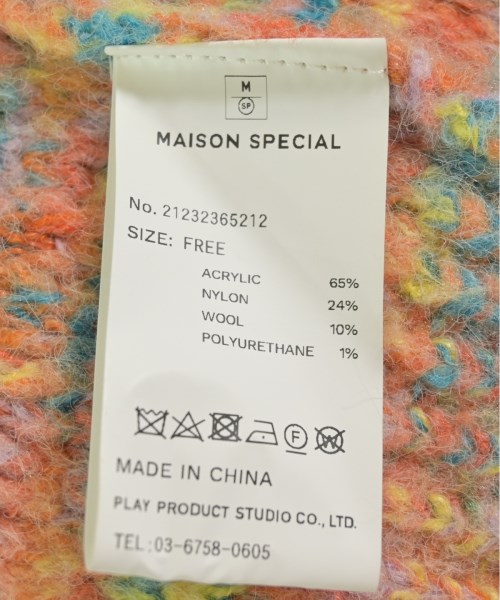 M
SP
MAISON SPECIAL
No. 21232365212
SIZE: FREE
ACRYLIC 65%
NYLON 24%
WOOL 10%
POLYURETHANE 1%
F W
MADE IN CHINA
PLAY PRODUCT STUDIO CO., LTD.
TEL:03-6758-0605